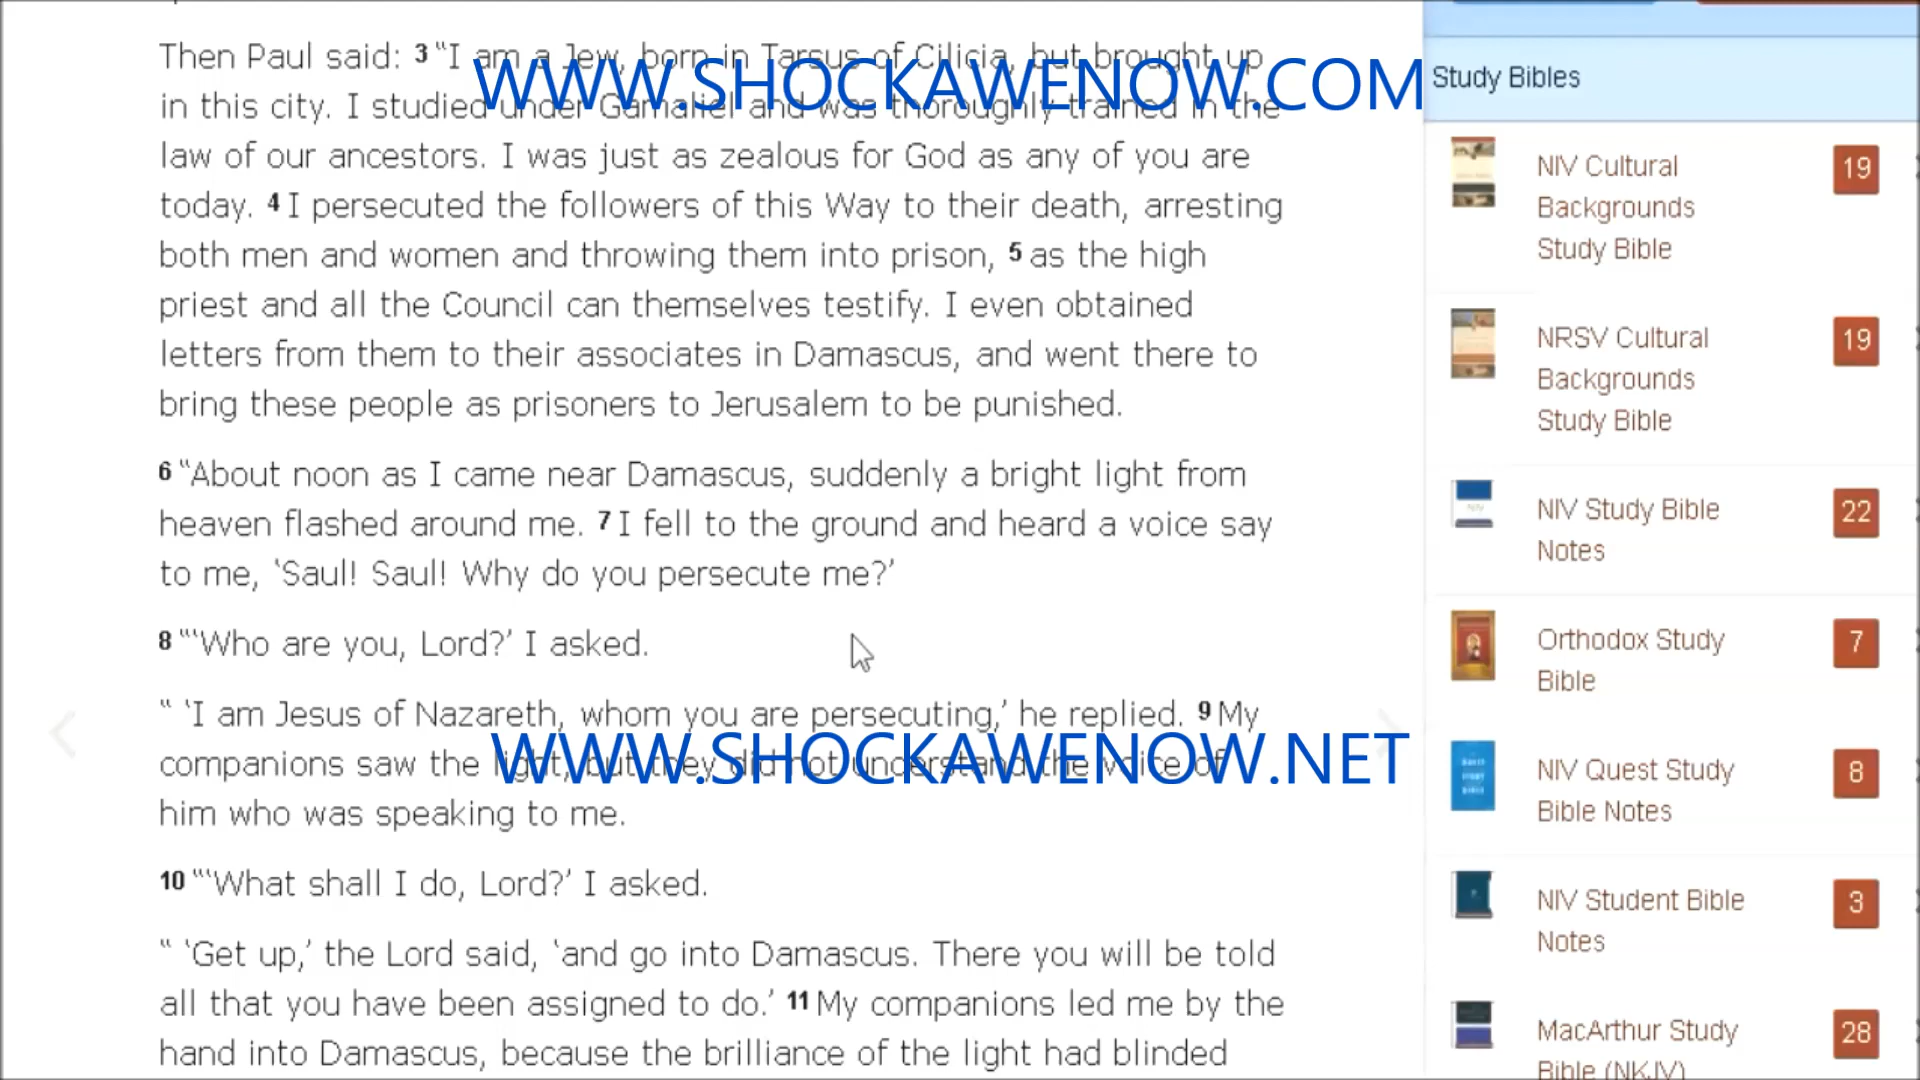 Then Paul said: 3 “I am a Jew, born in Tarsus of Cilicia, but brought up
WWW.SHOCKAWENOW.COM
in this city. I studied under Gamaliel and was thoroughly trained in the
law of our ancestors. I was just as zealous for God as any of you are
today. 4 I persecuted the followers of this Way to their death, arresting
both men and women and throwing them into prison, 5 as the high
priest and all the Council can themselves testify. I even obtained
letters from them to their associates in Damascus, and went there to
bring these people as prisoners to Jerusalem to be punished.
6 “About noon as I came near Damascus, suddenly a bright light from
heaven flashed around me. 7 I fell to the ground and heard a voice say
to me, ‘Saul! Saul! Why do you persecute me?’
8 “‘Who are you, Lord?’ I asked.
“ ‘I am Jesus of Nazareth, whom you are persecuting,’ he replied. 9 My
WWW.SHOCKAWENOW.NET
companions saw the light, but they did not understand the voice of
him who was speaking to me.
10 “‘What shall I do, Lord?’ I asked.
“ ‘Get up,’ the Lord said, ‘and go into Damascus. There you will be told
all that you have been assigned to do.’ 11 My companions led me by the
hand into Damascus, because the brilliance of the light had blinded
Study Bibles
NIV Cultural 19
Backgrounds
Study Bible
NRSV Cultural 19
Backgrounds
Study Bible
NIV Study Bible 22
Notes
Orthodox Study 7
Bible
NIV Quest Study 8
Bible Notes
NIV Student Bible 3
Notes
MacArthur Study 28
Bible (NKJV)